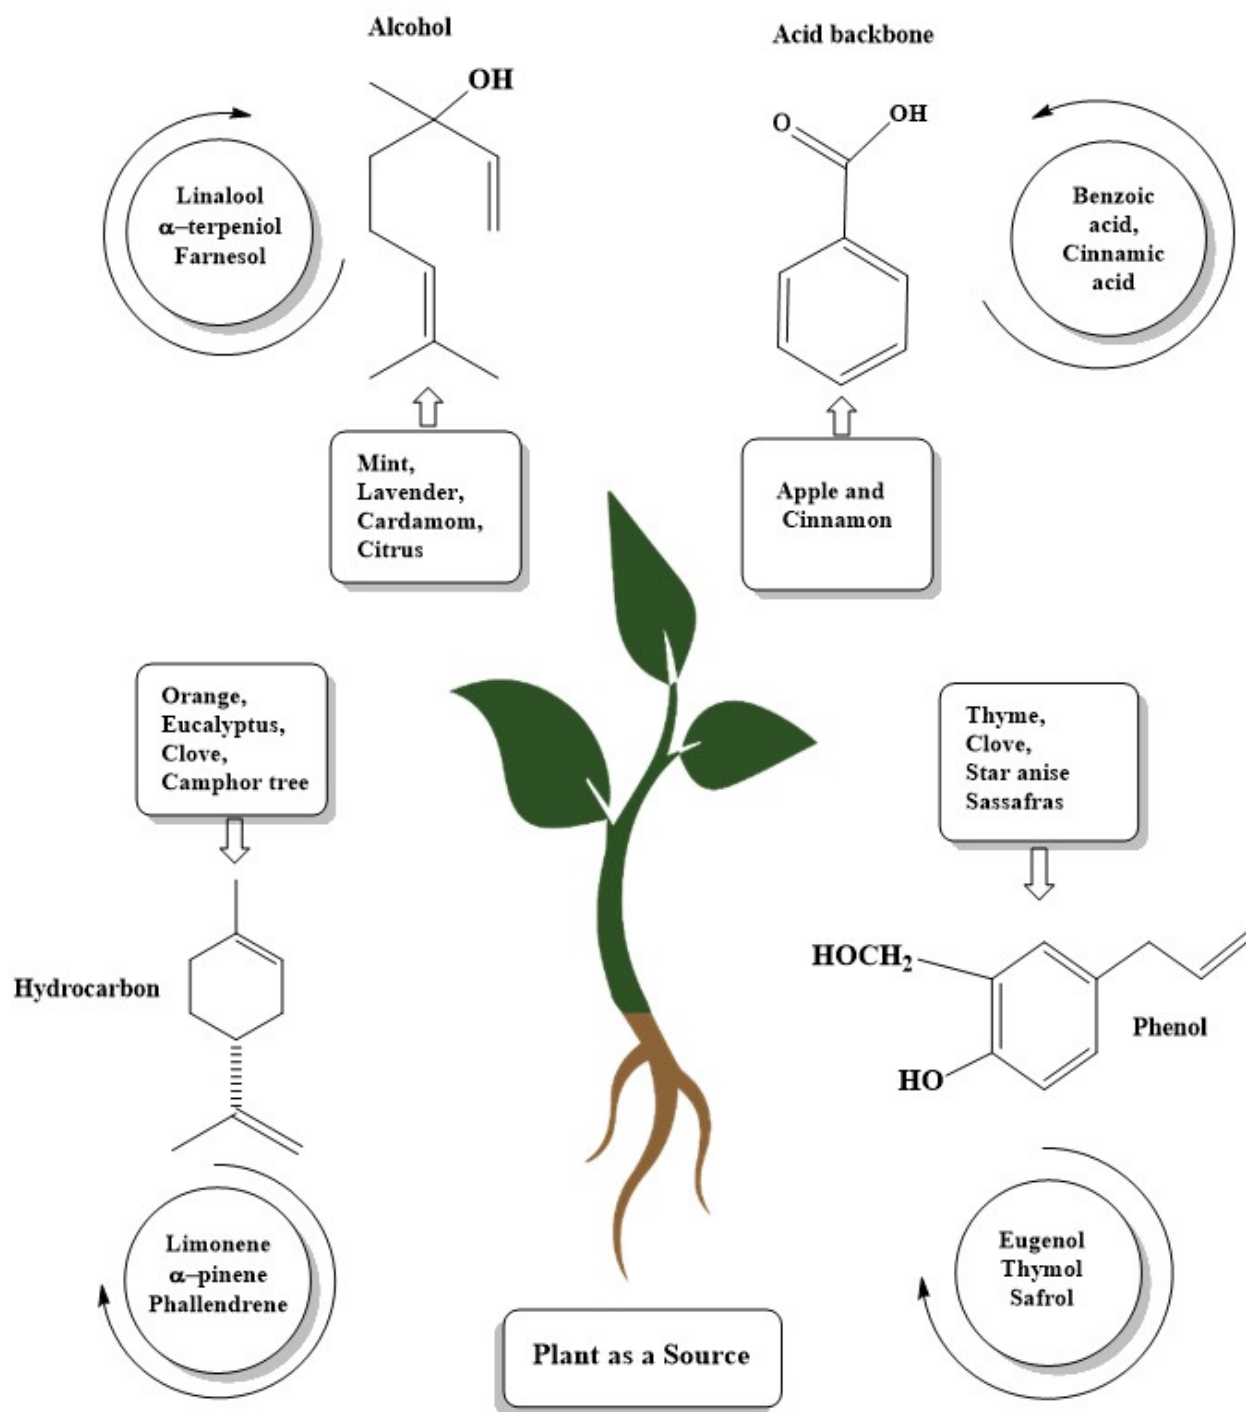 Alcohol
OH
Linalool
α–terpeniol
Farnesol
Mint,
Lavender,
Cardamom,
Citrus
Acid backbone
O
OH
Benzoic
acid,
Cinnamic
acid
Apple and
Cinnamon
Orange,
Eucalyptus,
Clove,
Camphor tree
Hydrocarbon
Limonene
α–pinene
Phallendrene
Thyme,
Clove,
Star anise
Sassafras
HOCH₂
Phenol
HO
Eugenol
Thymol
Safrol
Plant as a Source